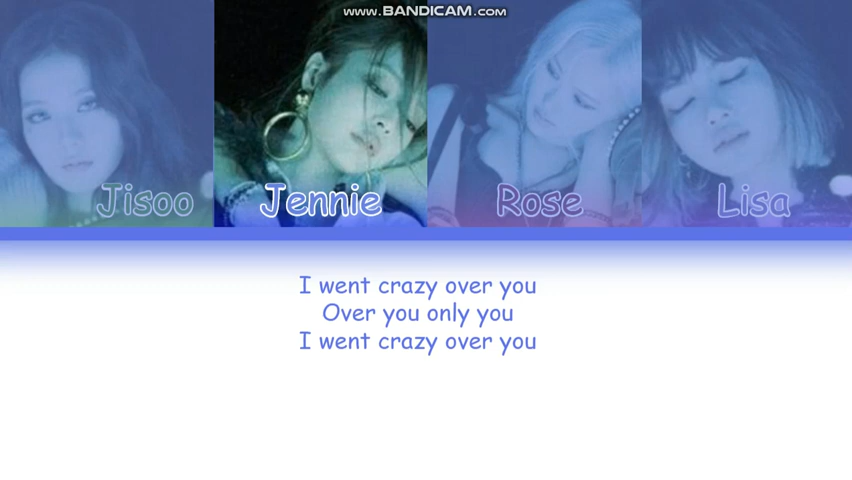 www.BANDICAM.com
Jisoo Jennie Rose Lisa
I went crazy over you
Over you only you
I went crazy over you